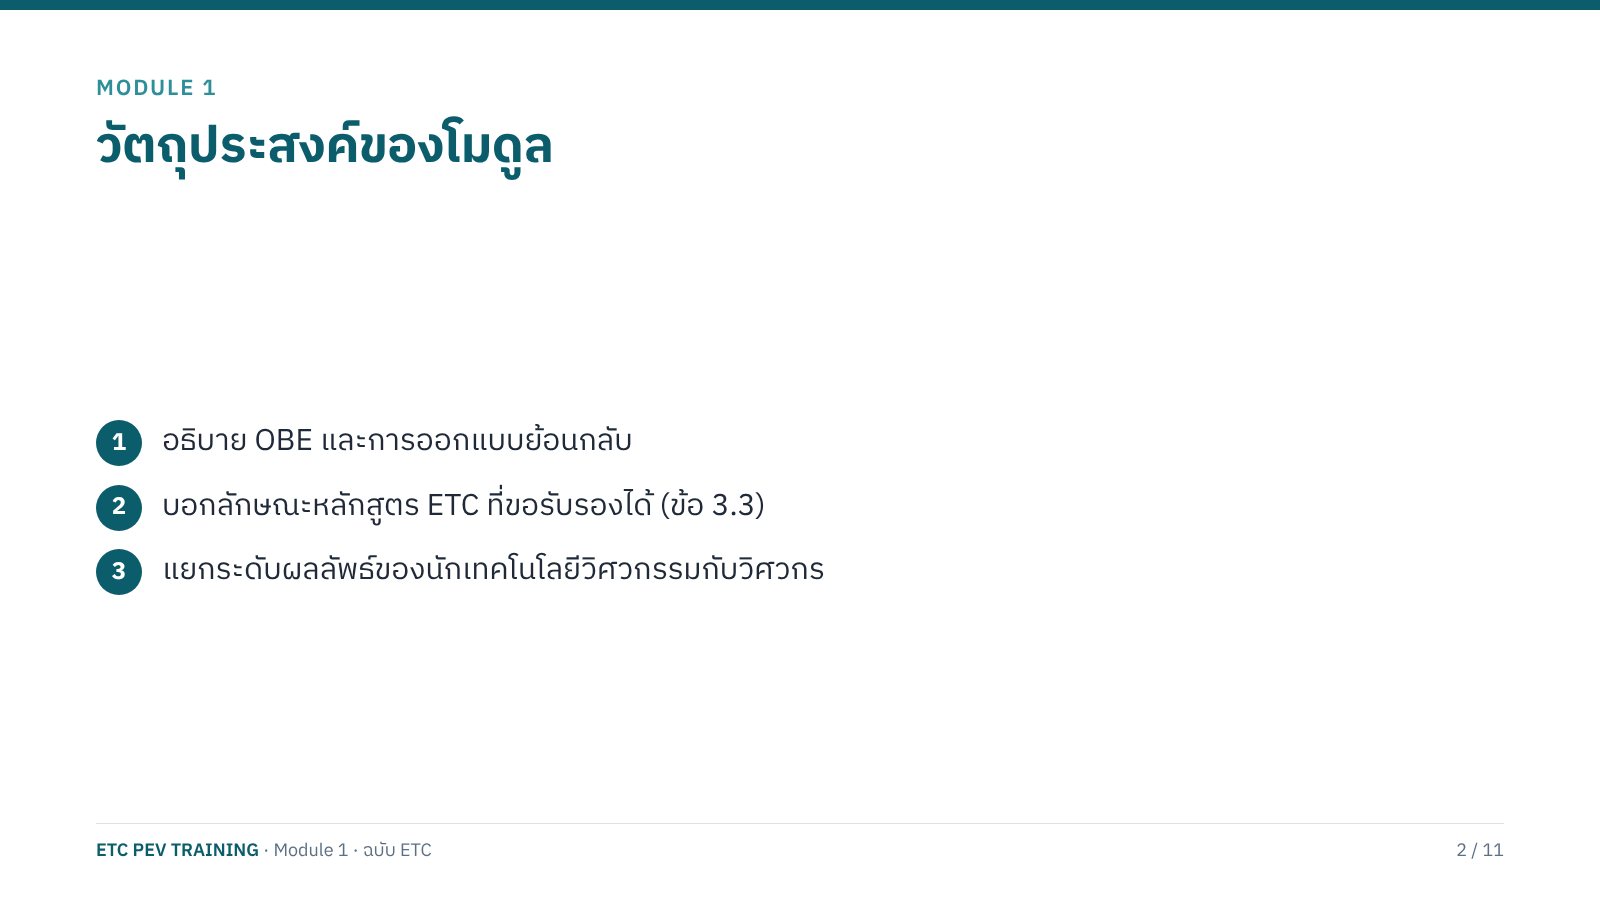 MODULE 1
วัตถุประสงค์ของโมดูล
1 อธิบาย OBE และการออกแบบย้อนกลับ
2 บอกลักษณะหลักสูตร ETC ที่ขอรับรองได้ (ข้อ 3.3)
3 แยกระดับผลลัพธ์ของนักเทคโนโลยีวิศวกรรมกับวิศวกร
ETC PEV TRAINING · Module 1 · ฉบับ ETC
2 / 11